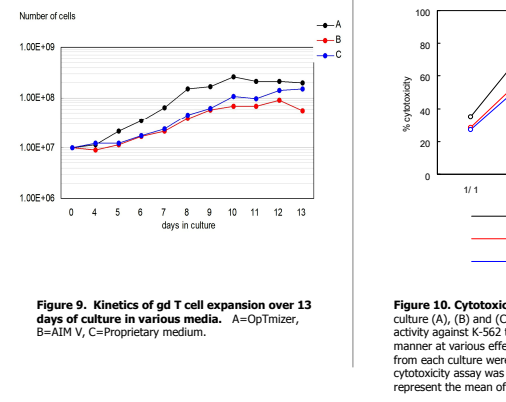 Number of cells
A
B
C
1.00E+09
1.00E+08
1.00E+07
1.00E+06
0 4 5 6 7 8 9 10 11 12 13
days in culture
Figure 9. Kinetics of gd T cell expansion over 13
days of culture in various media. A=OpTmizer,
B=AIM V, C=Proprietary medium.
100
80
60
40
20
0
% cytotoxicity
1/ 1
Figure 10. Cytotoxic
culture (A), (B) and (C
activity against K-562 t
manner at various effe
from each culture were
cytotoxicity assay was
represent the mean of